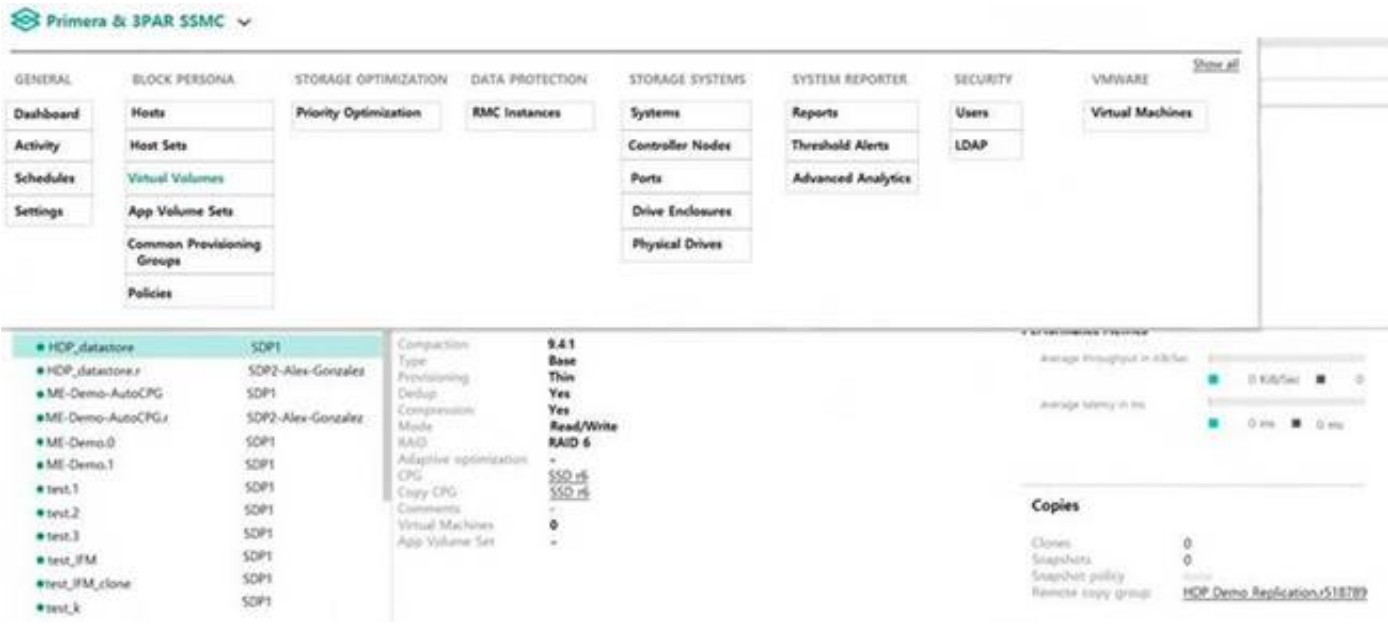 Primera & 3PAR SSMC
Show all
GENERAL
Dashboard
Activity
Schedules
Settings
BLOCK PERSONA
Hosts
Host Sets
Virtual Volumes
App Volume Sets
Common Provisioning
Groups
Policies
STORAGE OPTIMIZATION
Priority Optimization
DATA PROTECTION
RMC Instances
STORAGE SYSTEMS
Systems
Controller Nodes
Ports
Drive Enclosures
Physical Drives
SYSTEM REPORTER
Reports
Threshold Alerts
Advanced Analytics
SECURITY
Users
LDAP
VMWARE
Virtual Machines
HDP_datastore SDP1
HDP_datastore.r SDP2-Alex-Gonzalez
ME-Demo-AutoCPG SDP1
ME-Demo-AutoCPG.r SDP2-Alex-Gonzalez
ME-Demo.0 SDP1
ME-Demo.1 SDP1
test.1 SDP1
test.2 SDP1
test.3 SDP1
test_IFM SDP1
test_IFM_clone SDP1
test_k SDP1
Compaction 9.4:1
Type Base
Provisioning Thin
Dedup Yes
Compression Yes
Mode Read/Write
RAID RAID 6
Adaptive optimization -
CPG SSD r6
Copy CPG SSD r6
Comments -
Virtual Machines 0
App Volume Set -
Performance Metrics
Average throughput in KiB/Sec
0 KiB/Sec 0
Average latency in ms
0 ms 0 ms
Copies
Clones 0
Snapshots 0
Snapshot policy
Remote copy group HDP_Demo_Replication.r518789